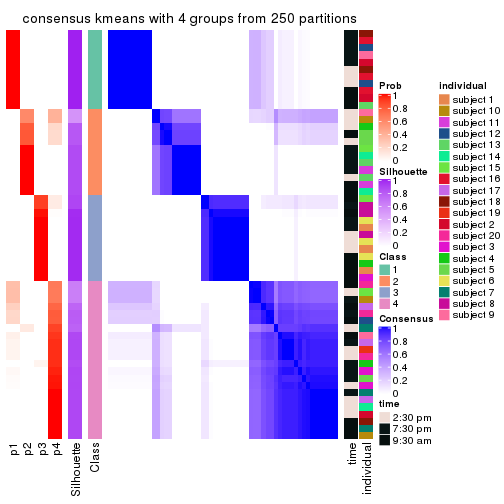 consensus kmeans with 4 groups from 250 partitions
p1
p2
p3
p4
Silhouette
Class
time
individual
Prob
1
0.8
0.6
0.4
0.2
0
Silhouette
1
0.8
0.6
0.4
0.2
0
Class
1
2
3
4
Consensus
1
0.8
0.6
0.4
0.2
0
time
2:30 pm
7:30 pm
9:30 am
individual
subject 1
subject 10
subject 11
subject 12
subject 13
subject 14
subject 15
subject 16
subject 17
subject 18
subject 19
subject 2
subject 20
subject 3
subject 4
subject 5
subject 6
subject 7
subject 8
subject 9